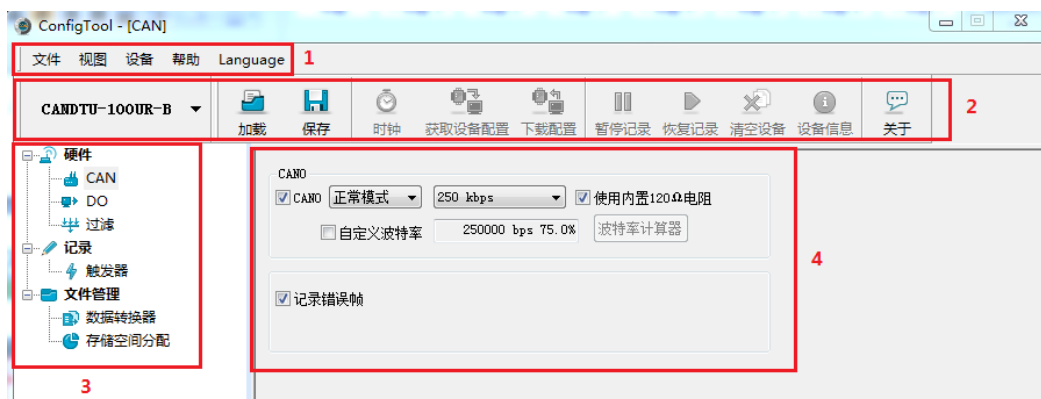 ConfigTool - [CAN]
文件 视图 设备 帮助 Language 1
CANDTU-100UR-B 加载 保存 时钟 获取设备配置 下载配置 暂停记录 恢复记录 清空设备 设备信息 关于 2
硬件
CAN
DO
过滤
记录
触发器
文件管理
数据转换器
存储空间分配
3
CAN0
CAN0 正常模式 250 kbps 使用内置120Ω电阻
自定义波特率 250000 bps 75.0% 波特率计算器
记录错误帧
4